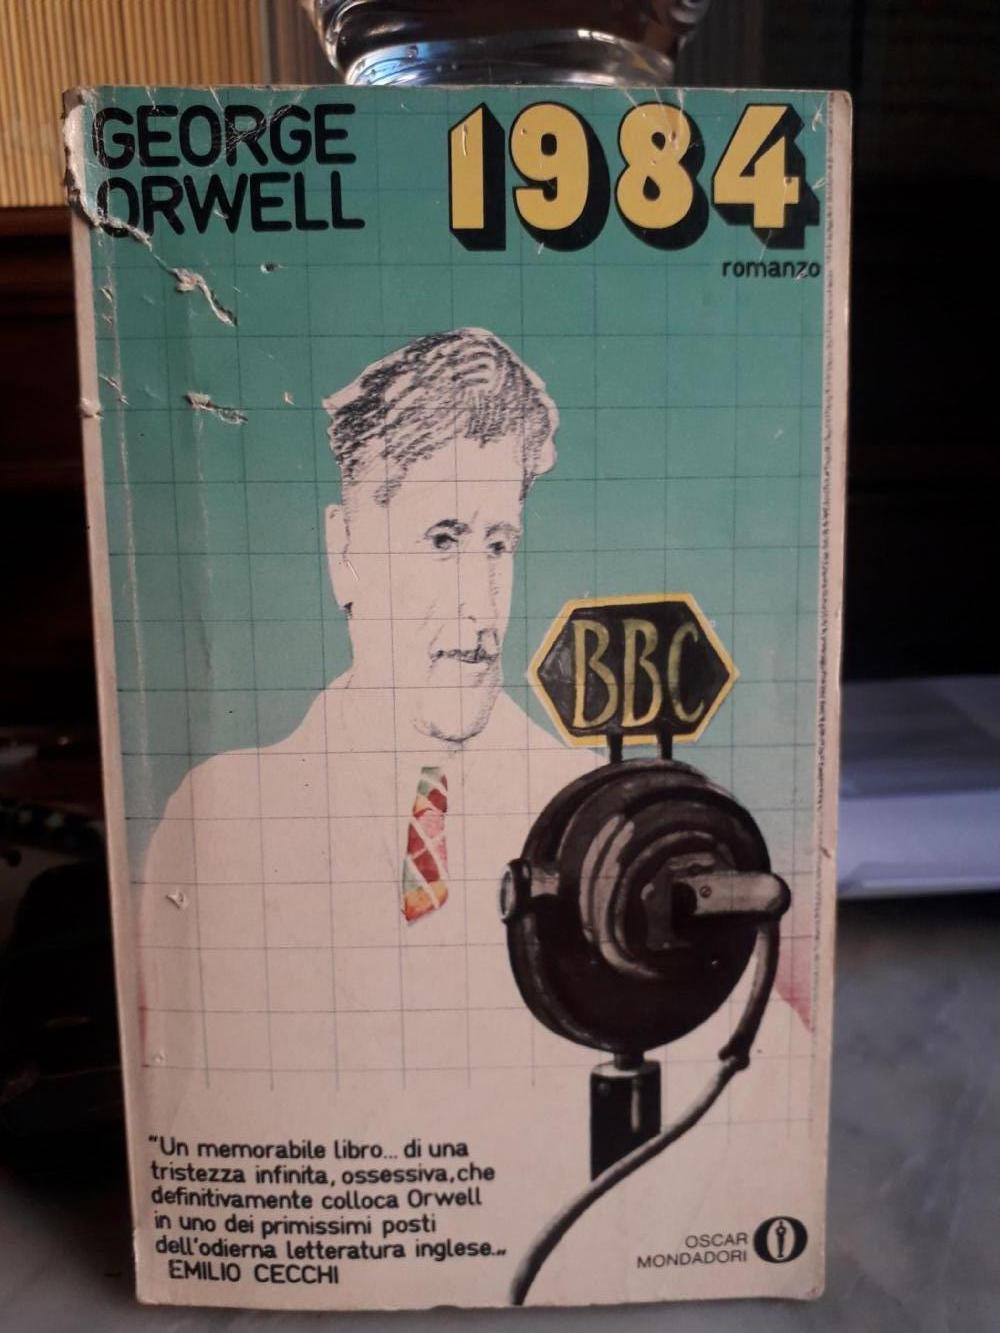 GEORGE
ORWELL
1984
romanzo
BBC
"Un memorabile libro... di una
tristezza infinita, ossessiva, che
definitivamente colloca Orwell
in uno dei primissimi posti
dell'odierna letteratura inglese..."
EMILIO CECCHI
OSCAR
MONDADORI